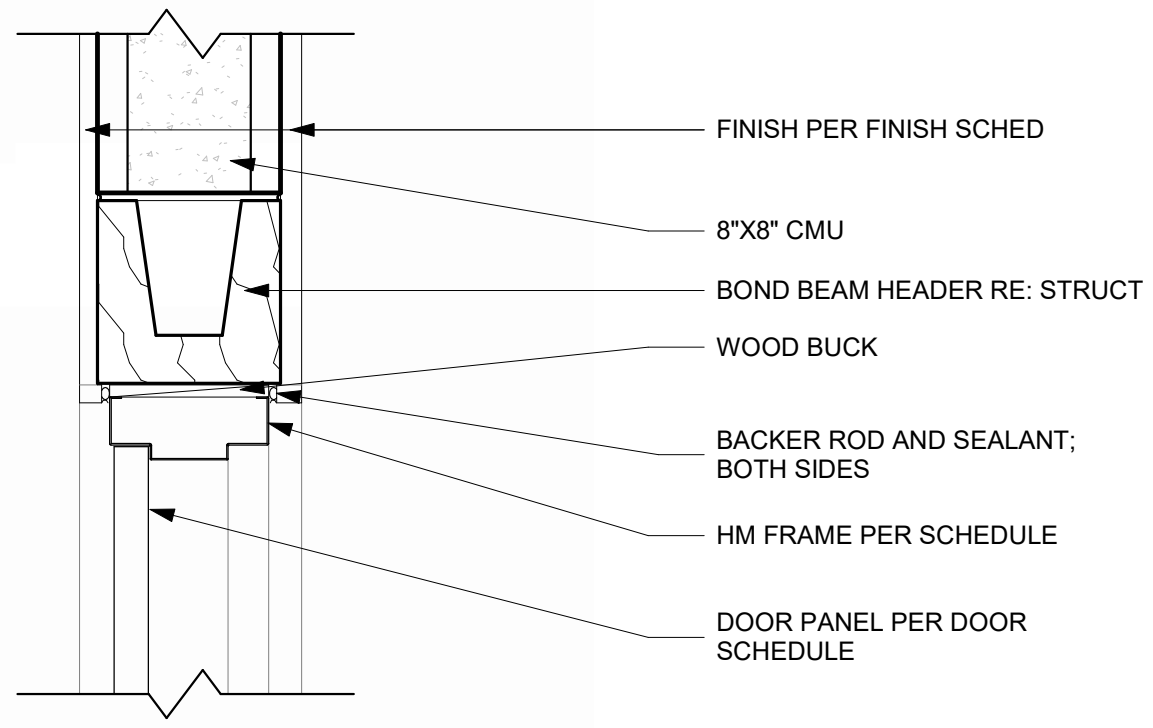 FINISH PER FINISH SCHED
8"X8" CMU
BOND BEAM HEADER RE: STRUCT
WOOD BUCK
BACKER ROD AND SEALANT;
BOTH SIDES
HM FRAME PER SCHEDULE
DOOR PANEL PER DOOR
SCHEDULE